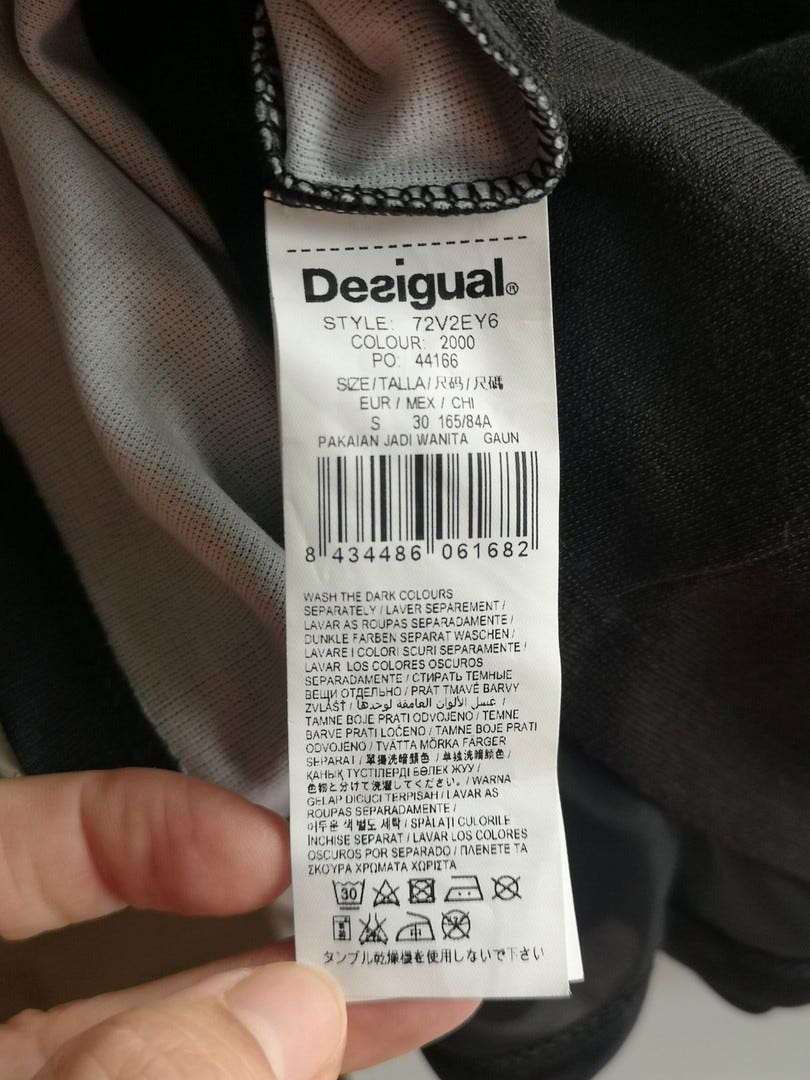 Desigual®
STYLE: 72V2EY6
COLOUR: 2000
PO: 44166
SIZE/TALLA/尺码/尺碼
EUR / MEX / CHI
S 30 165/84A
PAKAIAN JADI WANITA GAUN
8 434486 061682
WASH THE DARK COLOURS
SEPARATELY / LAVER SEPAREMENT /
LAVAR AS ROUPAS SEPARADAMENTE /
DUNKLE FARBEN SEPARAT WASCHEN /
LAVARE I COLORI SCURI SEPARAMENTE /
LAVAR LOS COLORES OSCUROS
SEPARADAMENTE / СТИРАТЬ ТЕМНЫЕ
ВЕЩИ ОТДЕЛЬНО / PRÁT TMAVÉ BARVY
ZVLÁŠŤ / غسل الألوان الغامقة لوحدها /
TAMNE BOJE PRATI ODVOJENO / TEMNE
BARVE PRATI LOČENO / TAMNE BOJE PRATI
ODVOJENO / TVÄTTA MÖRKA FÄRGER
SEPARAT / 單獨洗暗顏色 / 单独洗暗颜色 /
ҚАНЫҚ ТҮСТІЛЕРДІ БӨЛЕК ЖУУ /
色物と分けて洗濯してください。/ WARNA
GELAP DICUCI TERPISAH / LAVAR AS
ROUPAS SEPARADAMENTE /
어두운 색 별도 세탁 / SPĂLAȚI CULORILE
ÎNCHISE SEPARAT / LAVAR LOS COLORES
OSCUROS POR SEPARADO / ΠΛΕΝΕΤΕ ΤΑ
ΣΚΟΥΡΑ ΧΡΩΜΑΤΑ ΧΩΡΙΣΤΑ
30
タンブル乾燥機を使用しないで下さい